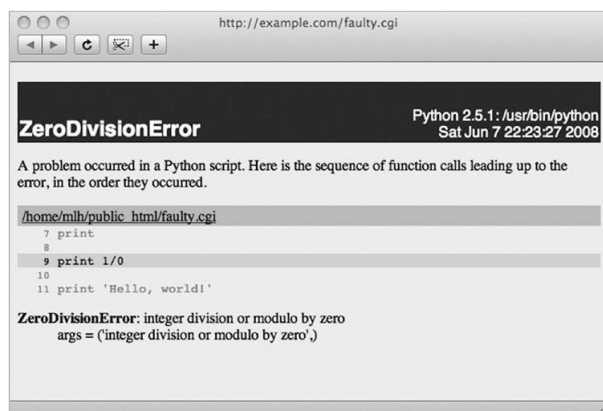 http://example.com/faulty.cgi
ZeroDivisionError
Python 2.5.1: /usr/bin/python
Sat Jun 7 22:23:27 2008
A problem occurred in a Python script. Here is the sequence of function calls leading up to the
error, in the order they occurred.
/home/mlh/public_html/faulty.cgi
7 print
8
9 print 1/0
10
11 print 'Hello, world!'
ZeroDivisionError: integer division or modulo by zero
args = ('integer division or modulo by zero',)